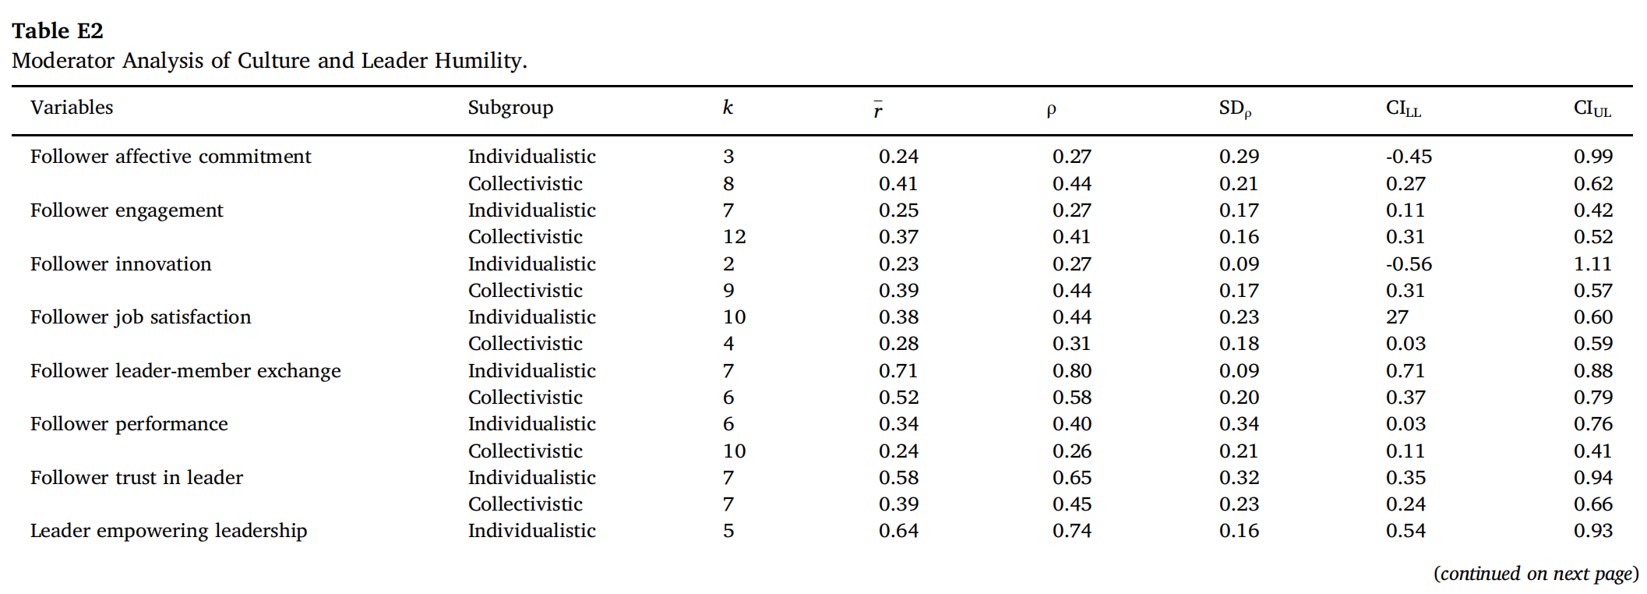 Table E2
Moderator Analysis of Culture and Leader Humility.
Variables Subgroup k r̄ ρ SDρ CILL CIUL
Follower affective commitment Individualistic 3 0.24 0.27 0.29 -0.45 0.99
Collectivistic 8 0.41 0.44 0.21 0.27 0.62
Follower engagement Individualistic 7 0.25 0.27 0.17 0.11 0.42
Collectivistic 12 0.37 0.41 0.16 0.31 0.52
Follower innovation Individualistic 2 0.23 0.27 0.09 -0.56 1.11
Collectivistic 9 0.39 0.44 0.17 0.31 0.57
Follower job satisfaction Individualistic 10 0.38 0.44 0.23 27 0.60
Collectivistic 4 0.28 0.31 0.18 0.03 0.59
Follower leader-member exchange Individualistic 7 0.71 0.80 0.09 0.71 0.88
Collectivistic 6 0.52 0.58 0.20 0.37 0.79
Follower performance Individualistic 6 0.34 0.40 0.34 0.03 0.76
Collectivistic 10 0.24 0.26 0.21 0.11 0.41
Follower trust in leader Individualistic 7 0.58 0.65 0.32 0.35 0.94
Collectivistic 7 0.39 0.45 0.23 0.24 0.66
Leader empowering leadership Individualistic 5 0.64 0.74 0.16 0.54 0.93
(continued on next page)